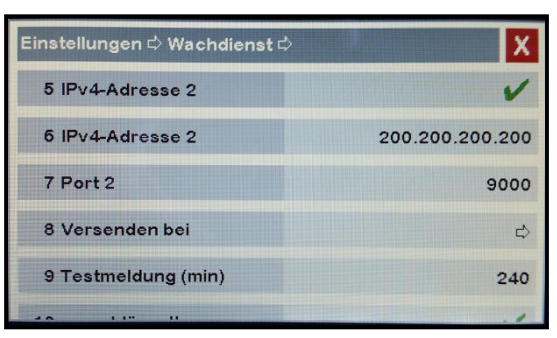 Einstellungen ⇨ Wachdienst ⇨ X
5 IPv4-Adresse 2 ✔
6 IPv4-Adresse 2 200.200.200.200
7 Port 2 9000
8 Versenden bei ⇨
9 Testmeldung (min) 240